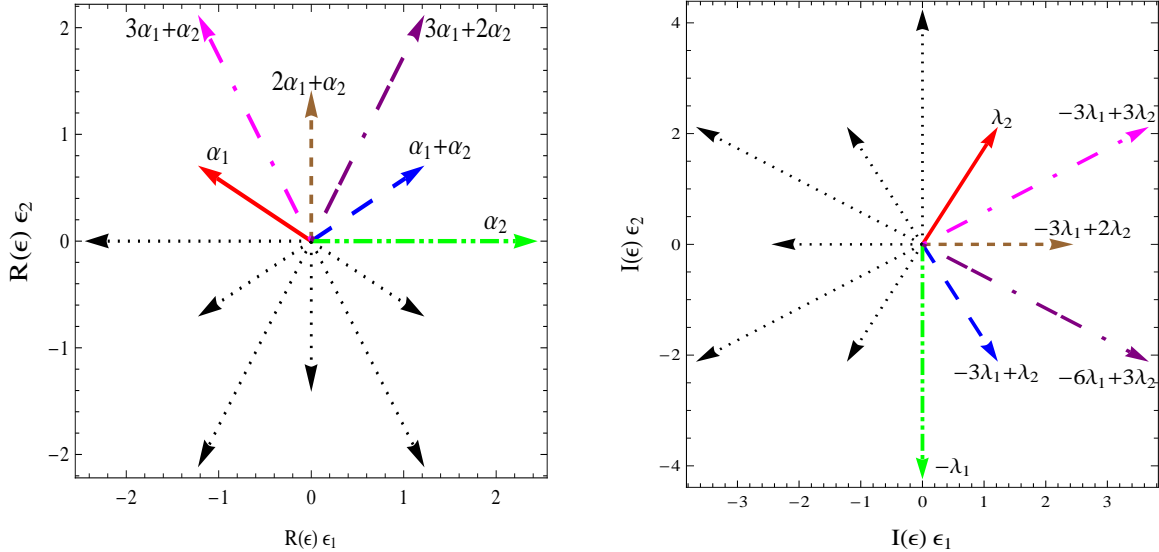 3α₁+α₂
3α₁+2α₂
2α₁+α₂
α₁
α₁+α₂
α₂
2
1
0
−1
−2
R(ϵ) ϵ₂
−2
−1
0
1
2
R(ϵ) ϵ₁
λ₂
−3λ₁+3λ₂
−3λ₁+2λ₂
−3λ₁+λ₂
−6λ₁+3λ₂
−λ₁
4
2
0
−2
−4
I(ϵ) ϵ₂
−3
−2
−1
0
1
2
3
I(ϵ) ϵ₁